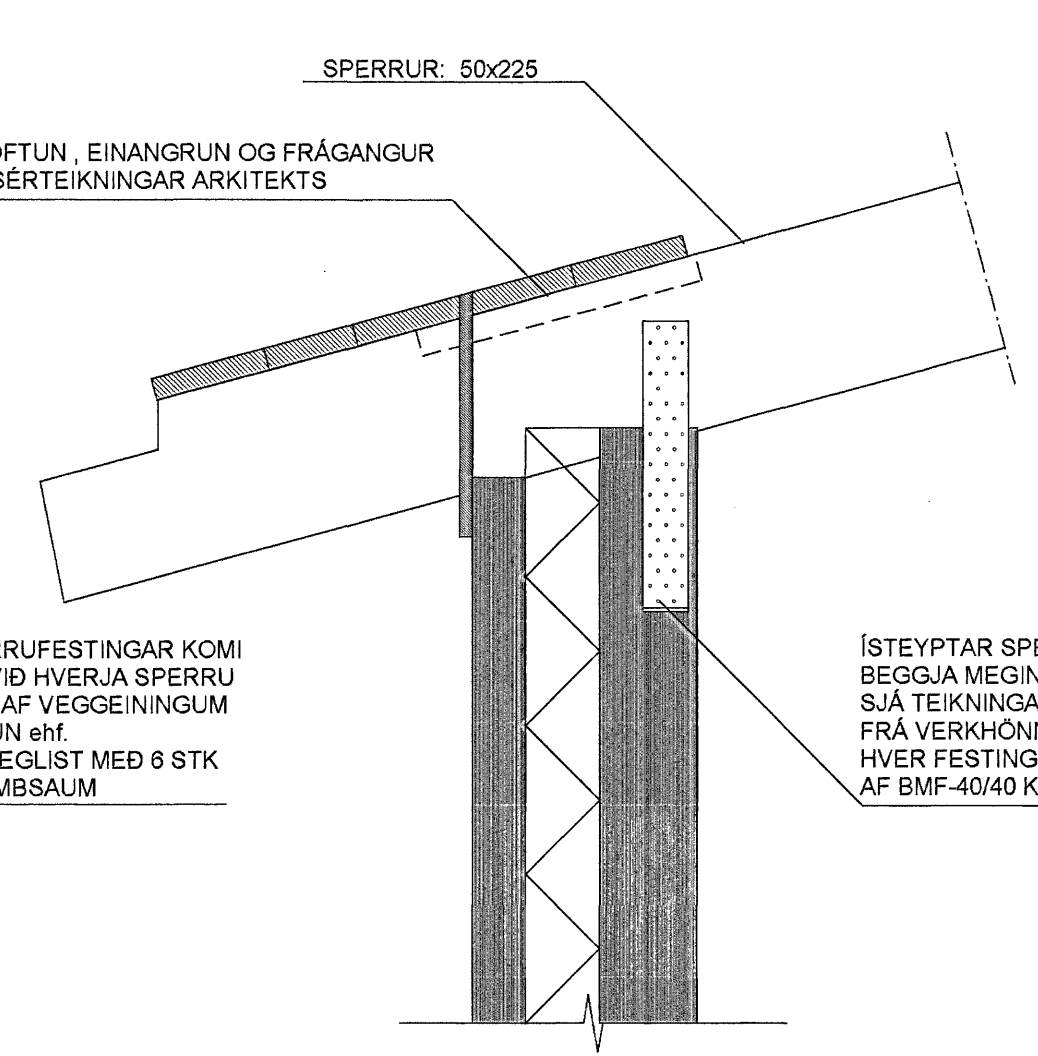 SPERRUR: 50x225
OFTUN , EINANGRUN OG FRÁGANGUR
SÉRTEIKNINGAR ARKITEKTS
RRUFESTINGAR KOMI
VIÐ HVERJA SPERRU
AF VEGGEININGUM
UN ehf.
EGLIST MEÐ 6 STK
MBSAUM
ÍSTEYPTAR SPE
BEGGJA MEGIN
SJÁ TEIKNINGA
FRÁ VERKHÖNN
HVER FESTING
AF BMF-40/40 K